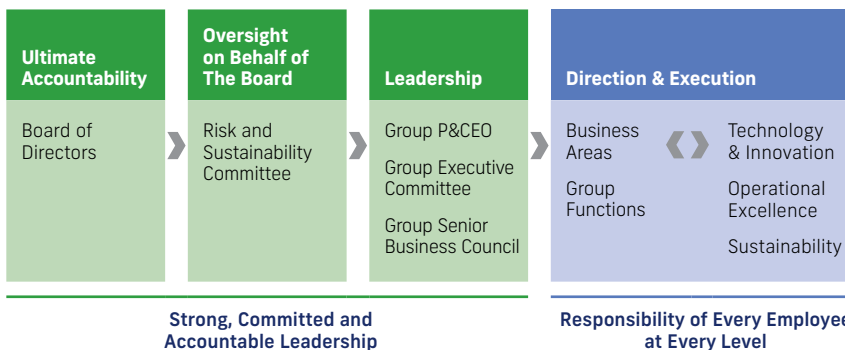 Ultimate
Accountability
Board of
Directors
Oversight
on Behalf of
The Board
Risk and
Sustainability
Committee
Leadership
Group P&CEO
Group Executive
Committee
Group Senior
Business Council
Direction & Execution
Business
Areas
Group
Functions
Technology
& Innovation
Operational
Excellence
Sustainability
Strong, Committed and
Accountable Leadership
Responsibility of Every Employee
at Every Level